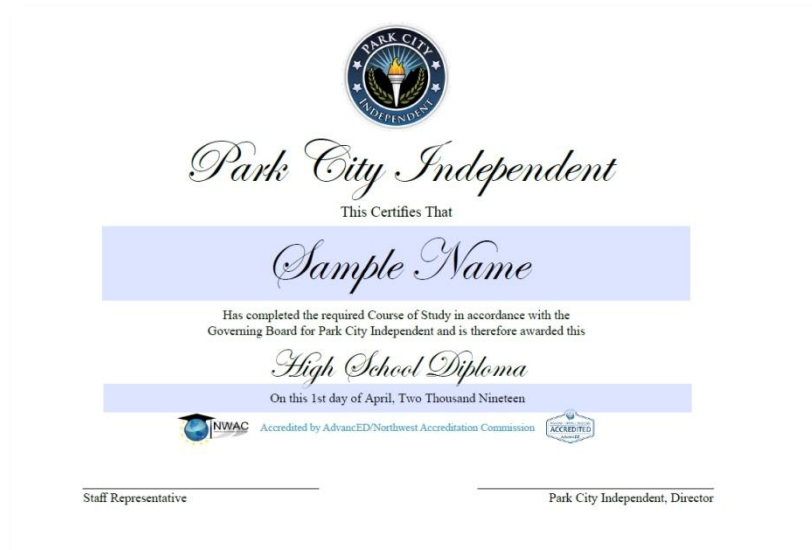 PARK CITY
INDEPENDENT
Park City Independent
This Certifies That
Sample Name
Has completed the required Course of Study in accordance with the
Governing Board for Park City Independent and is therefore awarded this
High School Diploma
On this 1st day of April, Two Thousand Nineteen
NWAC Accredited by AdvancED/Northwest Accreditation Commission ACCREDITED
AdvancED
Staff Representative Park City Independent, Director